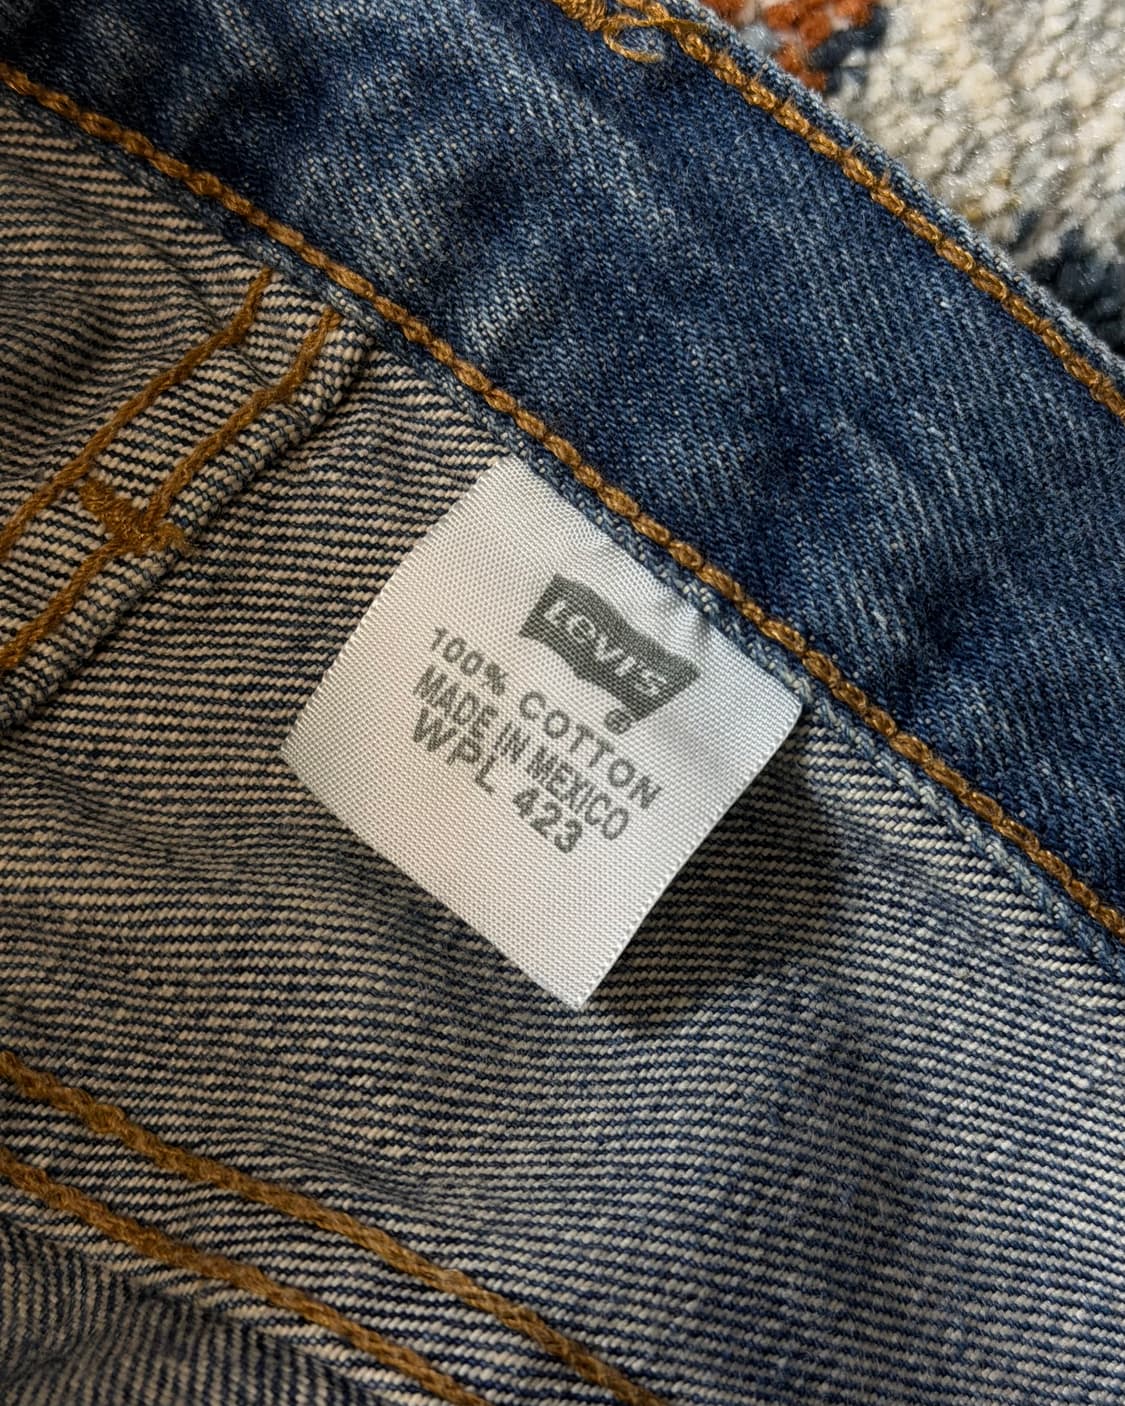 Levi's
®
100% COTTON
MADE IN MEXICO
WPL 423